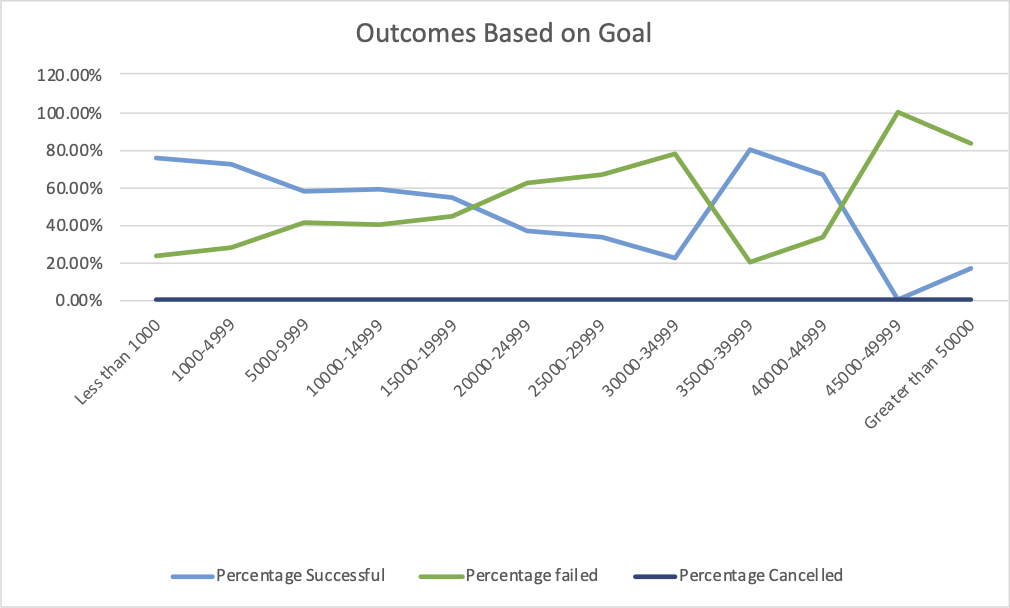 Outcomes Based on Goal
120.00%
100.00%
80.00%
60.00%
40.00%
20.00%
0.00%
Less than 1000
1000-4999
5000-9999
10000-14999
15000-19999
20000-24999
25000-29999
30000-34999
35000-39999
40000-44999
45000-49999
Greater than 50000
Percentage Successful
Percentage failed
Percentage Cancelled